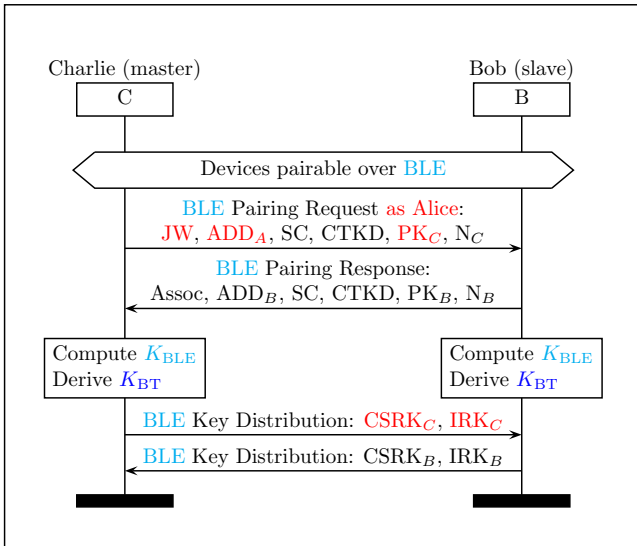 Charlie (master)
Bob (slave)
C
B
Devices pairable over BLE
BLE Pairing Request as Alice:
JW, ADD_A, SC, CTKD, PK_C, N_C
BLE Pairing Response:
Assoc, ADD_B, SC, CTKD, PK_B, N_B
Compute K_BLE
Derive K_BT
Compute K_BLE
Derive K_BT
BLE Key Distribution: CSRK_C, IRK_C
BLE Key Distribution: CSRK_B, IRK_B